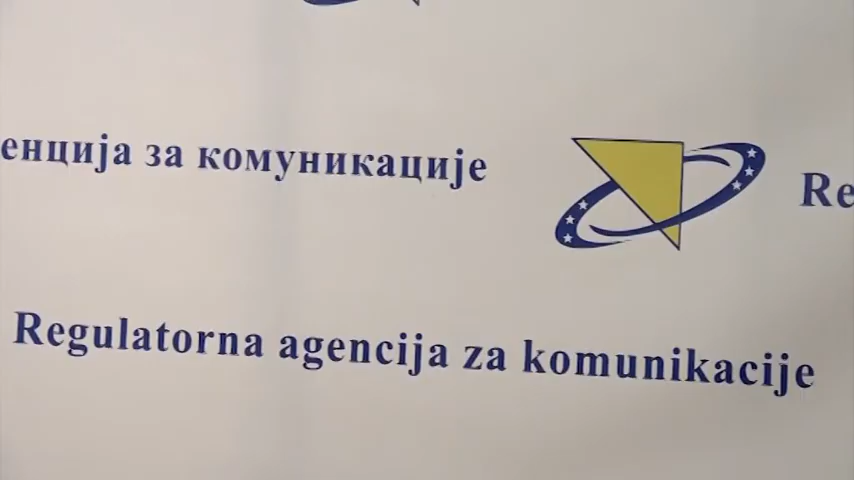 енција за комуникације
Re
Regulatorna agencija za komunikacije